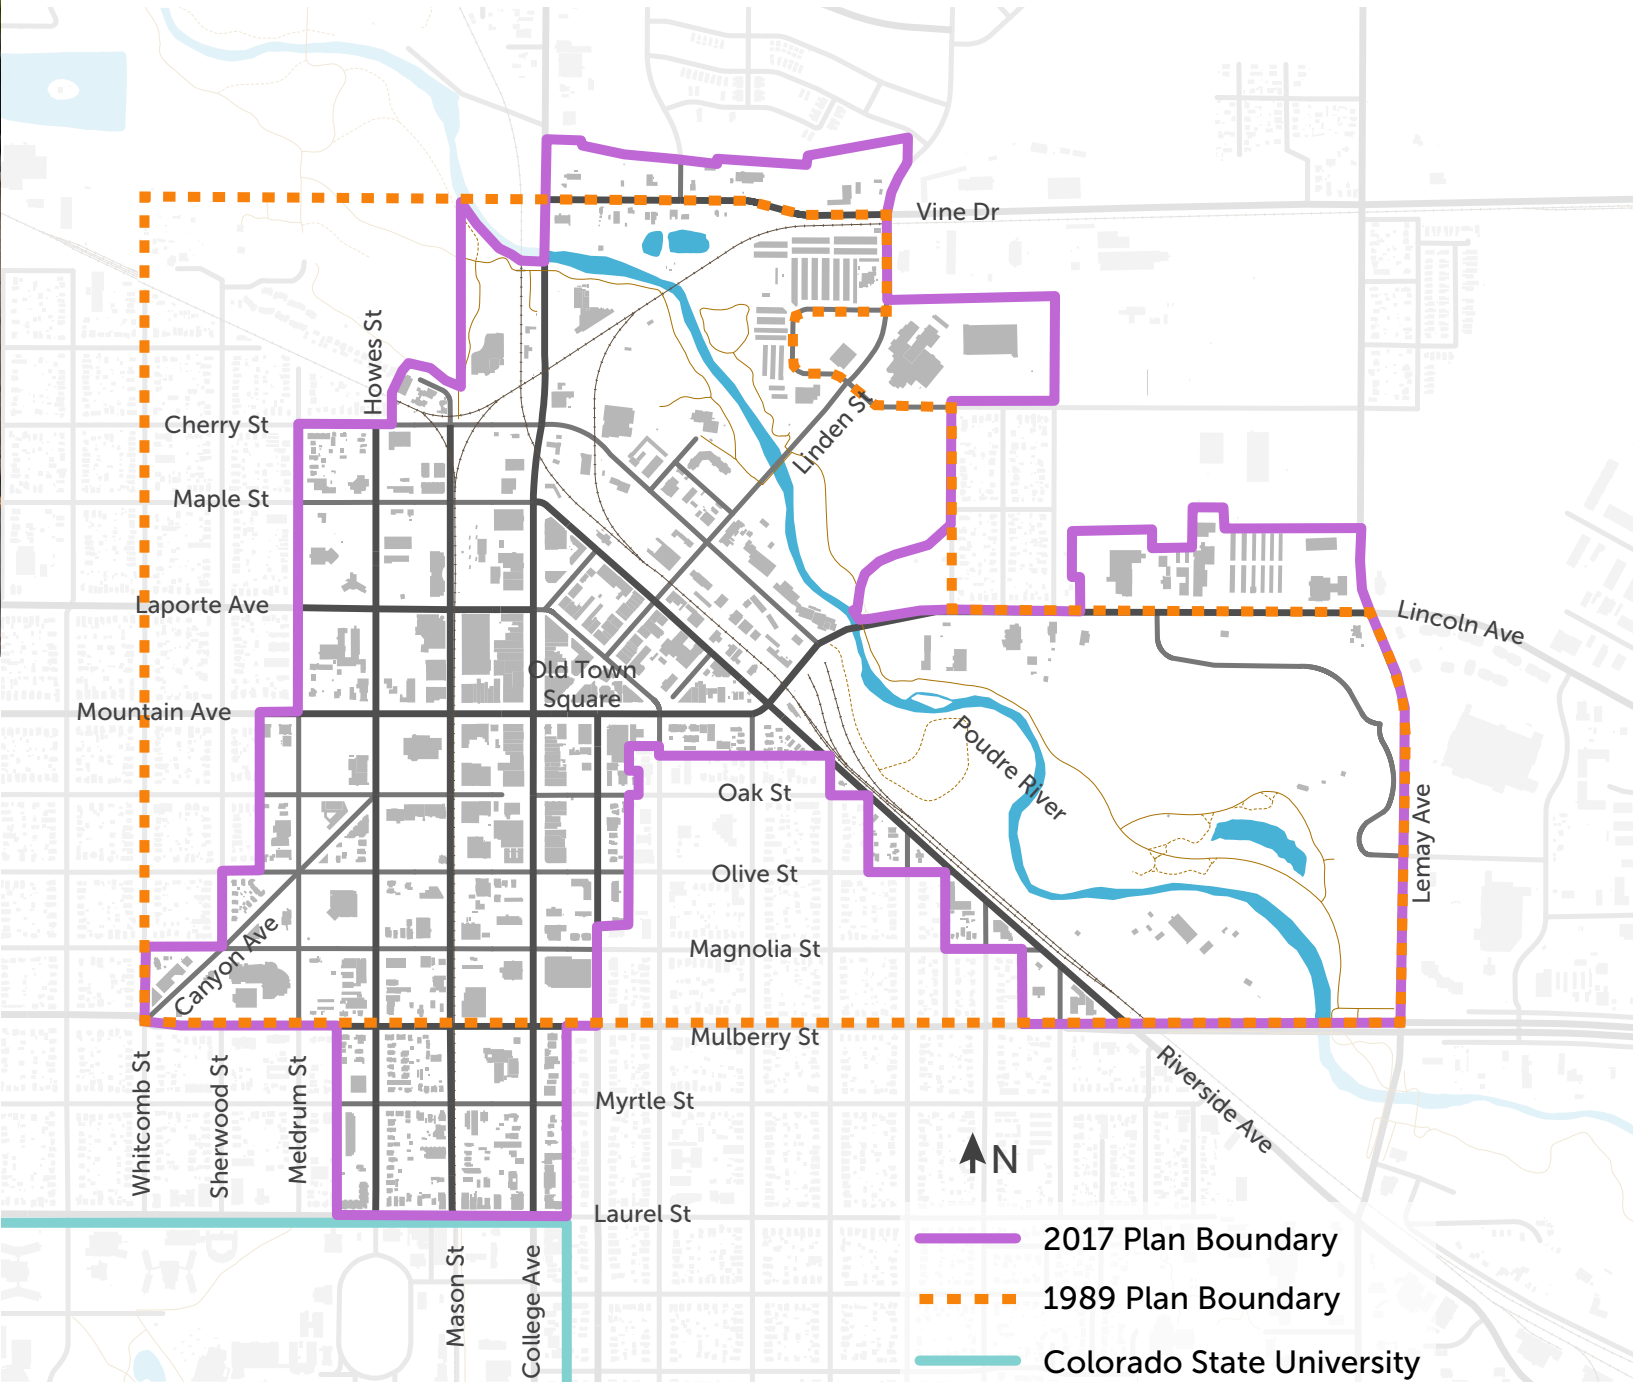 Vine Dr
Howes St
Cherry St
Linden St
Maple St
Laporte Ave
Lincoln Ave
Old Town
Square
Mountain Ave
Poudre River
Oak St
Lemay Ave
Olive St
Canyon Ave
Magnolia St
Mulberry St
Whitcomb St
Sherwood St
Meldrum St
Myrtle St
Riverside Ave
N
Laurel St
Mason St
College Ave
2017 Plan Boundary
1989 Plan Boundary
Colorado State University